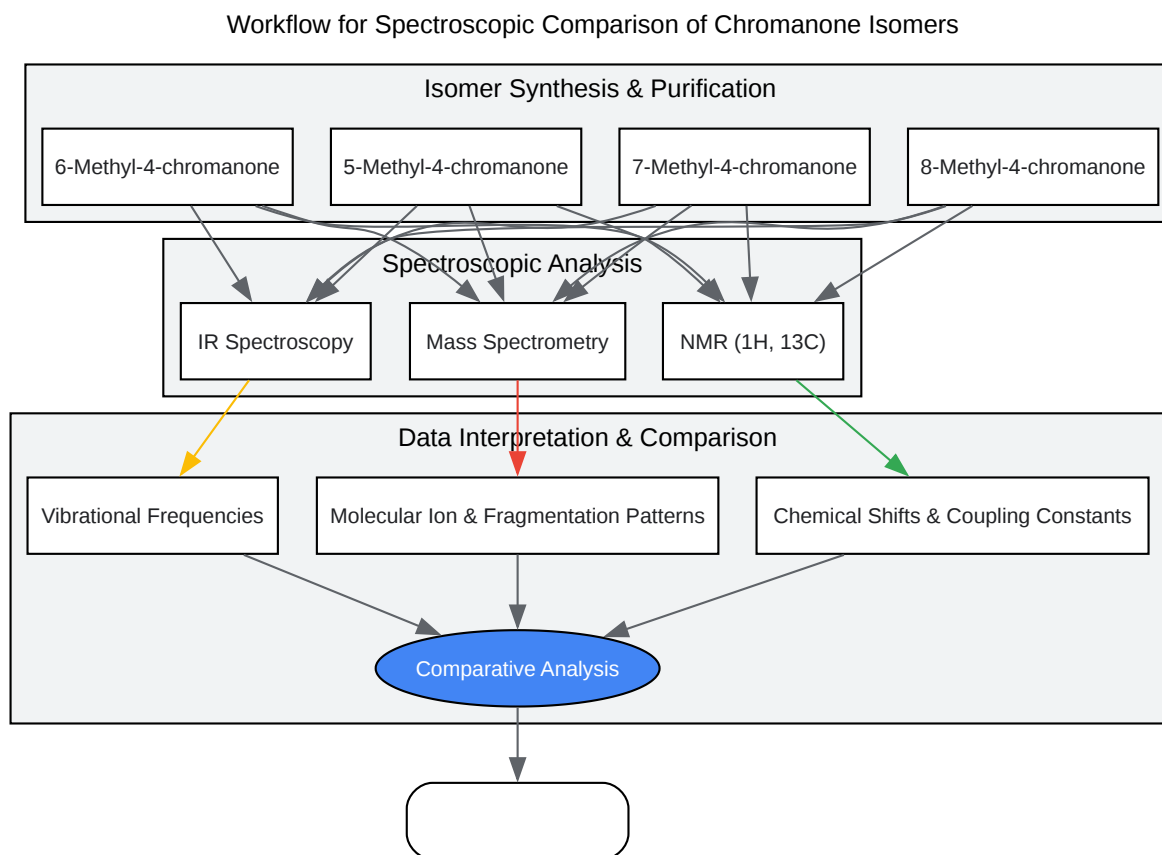 Workflow for Spectroscopic Comparison of Chromanone Isomers
Isomer Synthesis & Purification
6-Methyl-4-chromanone
5-Methyl-4-chromanone
7-Methyl-4-chromanone
8-Methyl-4-chromanone
Spectroscopic Analysis
IR Spectroscopy
Mass Spectrometry
NMR (1H, 13C)
Data Interpretation & Comparison
Vibrational Frequencies
Molecular Ion & Fragmentation Patterns
Chemical Shifts & Coupling Constants
Comparative Analysis